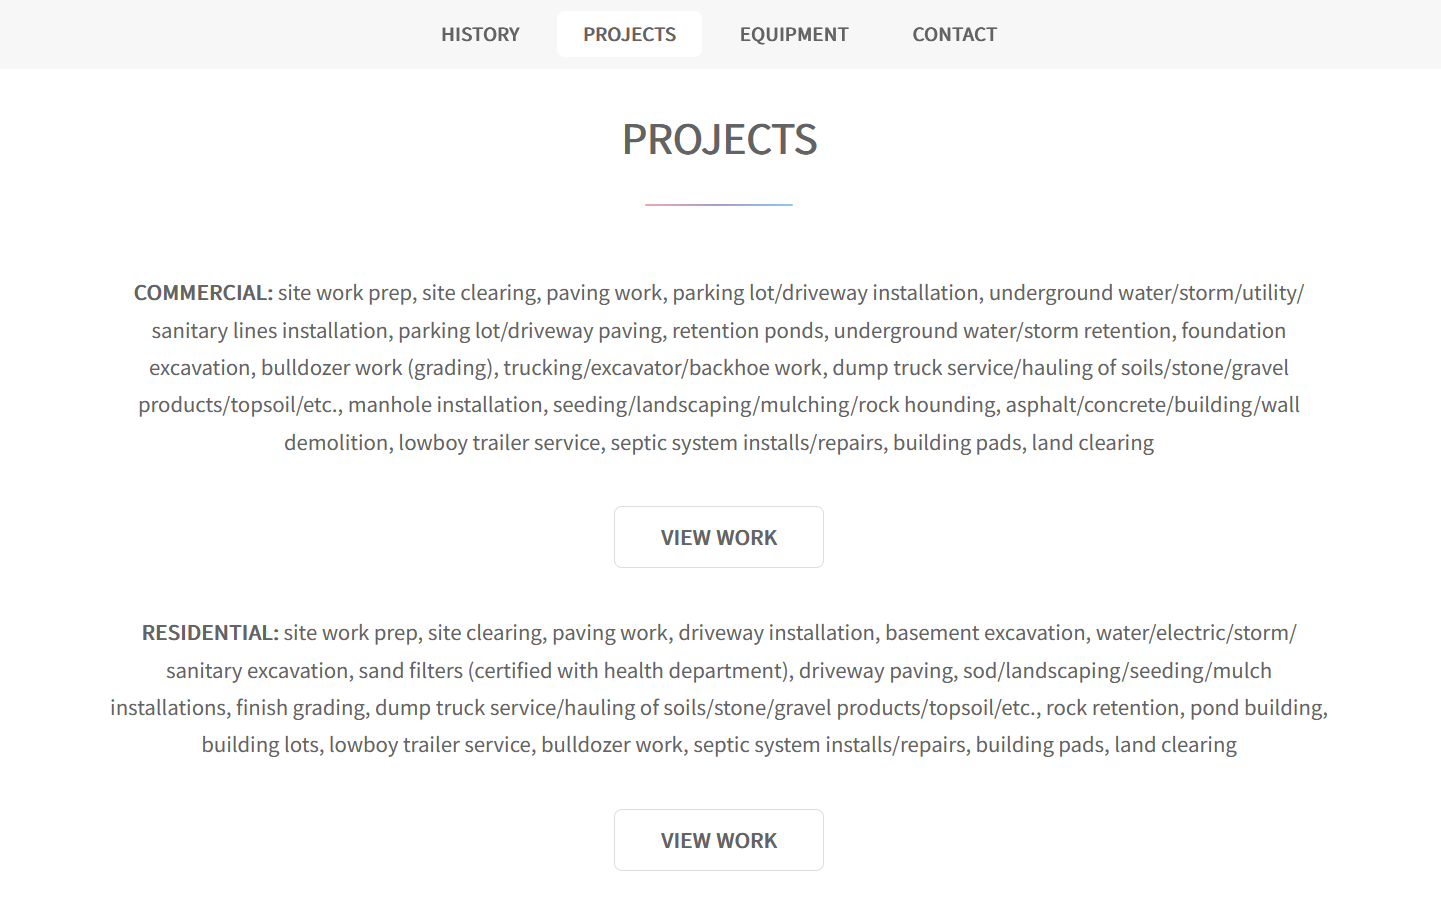 HISTORY PROJECTS EQUIPMENT CONTACT
PROJECTS
COMMERCIAL: site work prep, site clearing, paving work, parking lot/driveway installation, underground water/storm/utility/
sanitary lines installation, parking lot/driveway paving, retention ponds, underground water/storm retention, foundation
excavation, bulldozer work (grading), trucking/excavator/backhoe work, dump truck service/hauling of soils/stone/gravel
products/topsoil/etc., manhole installation, seeding/landscaping/mulching/rock hounding, asphalt/concrete/building/wall
demolition, lowboy trailer service, septic system installs/repairs, building pads, land clearing
VIEW WORK
RESIDENTIAL: site work prep, site clearing, paving work, driveway installation, basement excavation, water/electric/storm/
sanitary excavation, sand filters (certified with health department), driveway paving, sod/landscaping/seeding/mulch
installations, finish grading, dump truck service/hauling of soils/stone/gravel products/topsoil/etc., rock retention, pond building,
building lots, lowboy trailer service, bulldozer work, septic system installs/repairs, building pads, land clearing
VIEW WORK